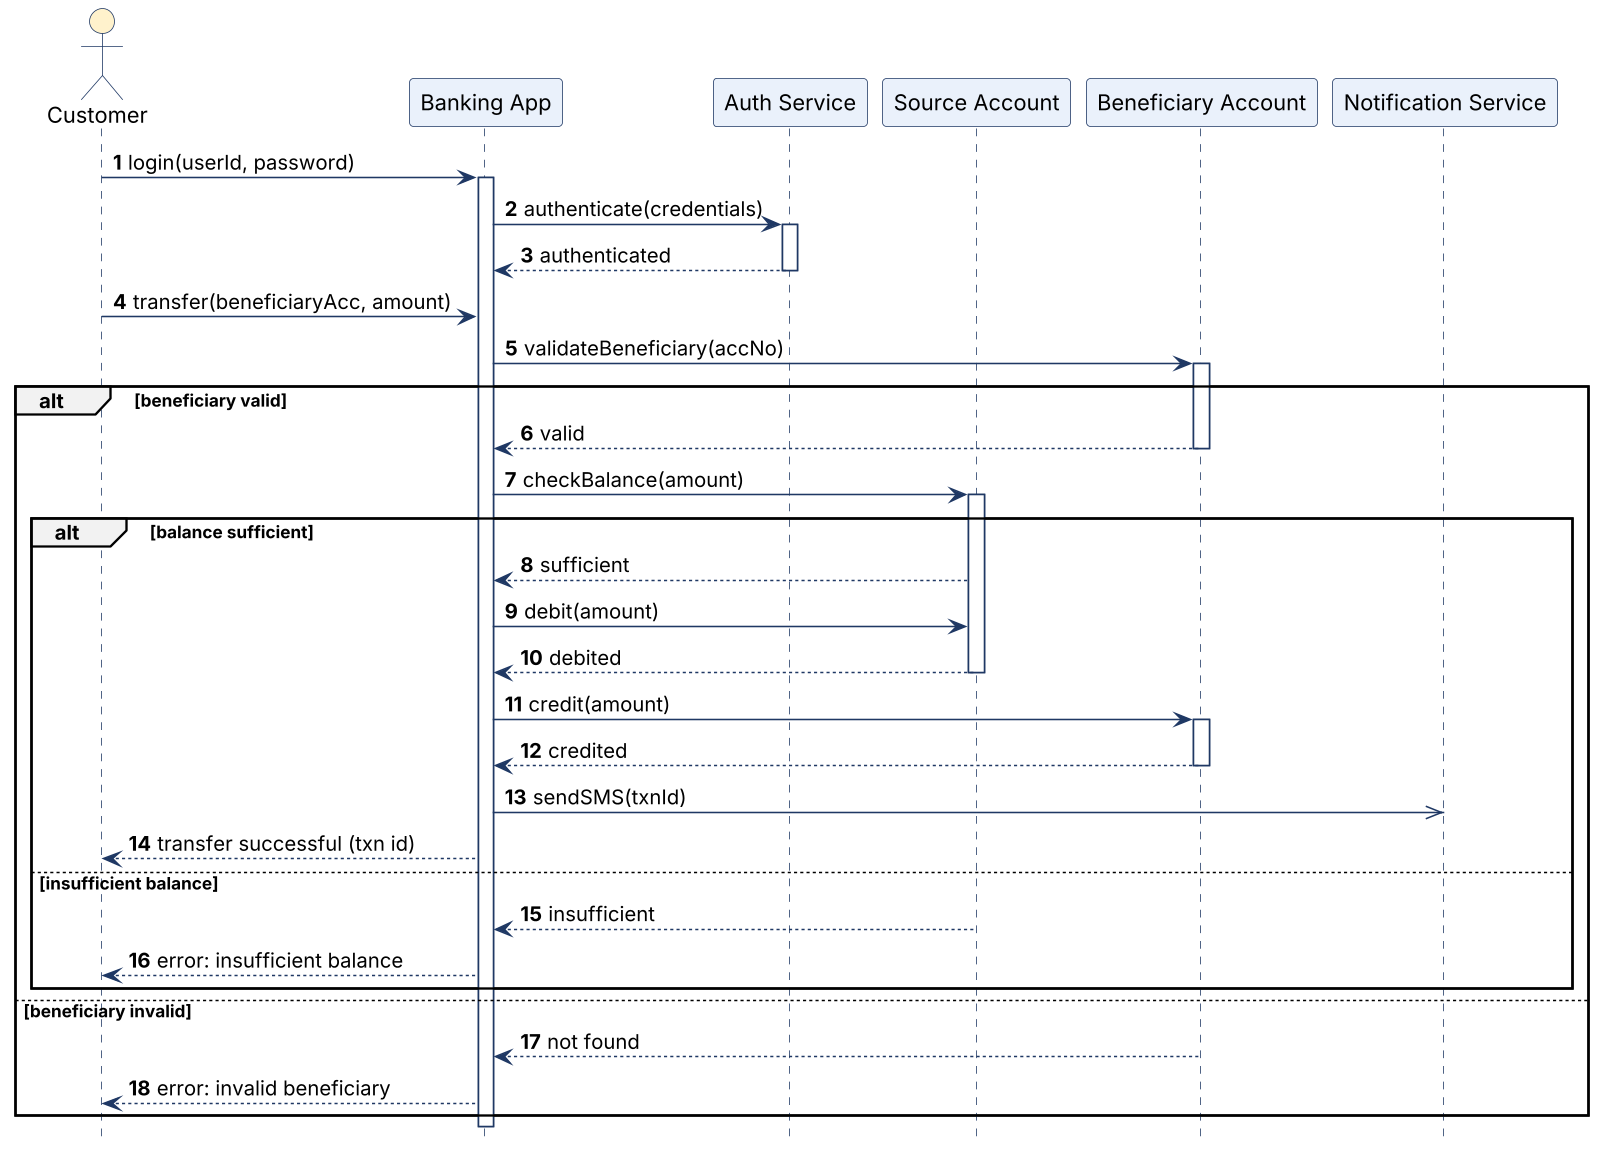 Customer
Banking App
Auth Service
Source Account
Beneficiary Account
Notification Service
1 login(userId, password)
2 authenticate(credentials)
3 authenticated
4 transfer(beneficiaryAcc, amount)
5 validateBeneficiary(accNo)
alt [beneficiary valid]
6 valid
7 checkBalance(amount)
alt [balance sufficient]
8 sufficient
9 debit(amount)
10 debited
11 credit(amount)
12 credited
13 sendSMS(txnId)
14 transfer successful (txn id)
[insufficient balance]
15 insufficient
16 error: insufficient balance
[beneficiary invalid]
17 not found
18 error: invalid beneficiary